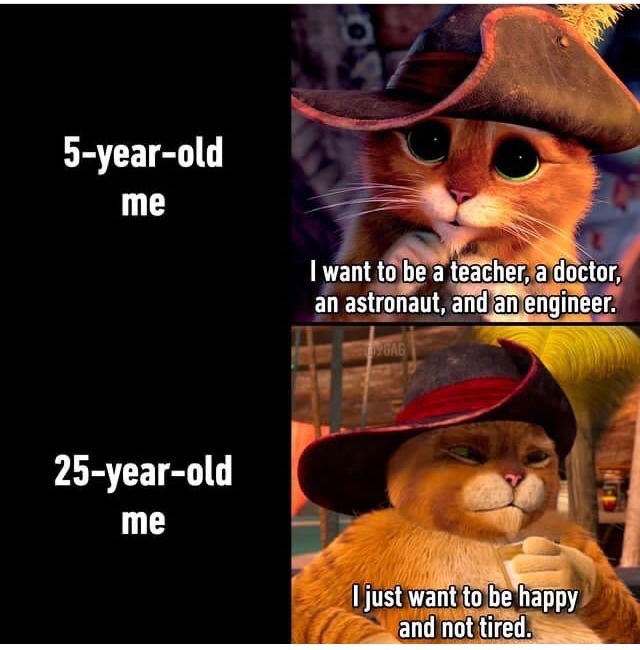 5-year-old
me
I want to be a teacher, a doctor,
an astronaut, and an engineer.
9GAG
25-year-old
me
I just want to be happy
and not tired.